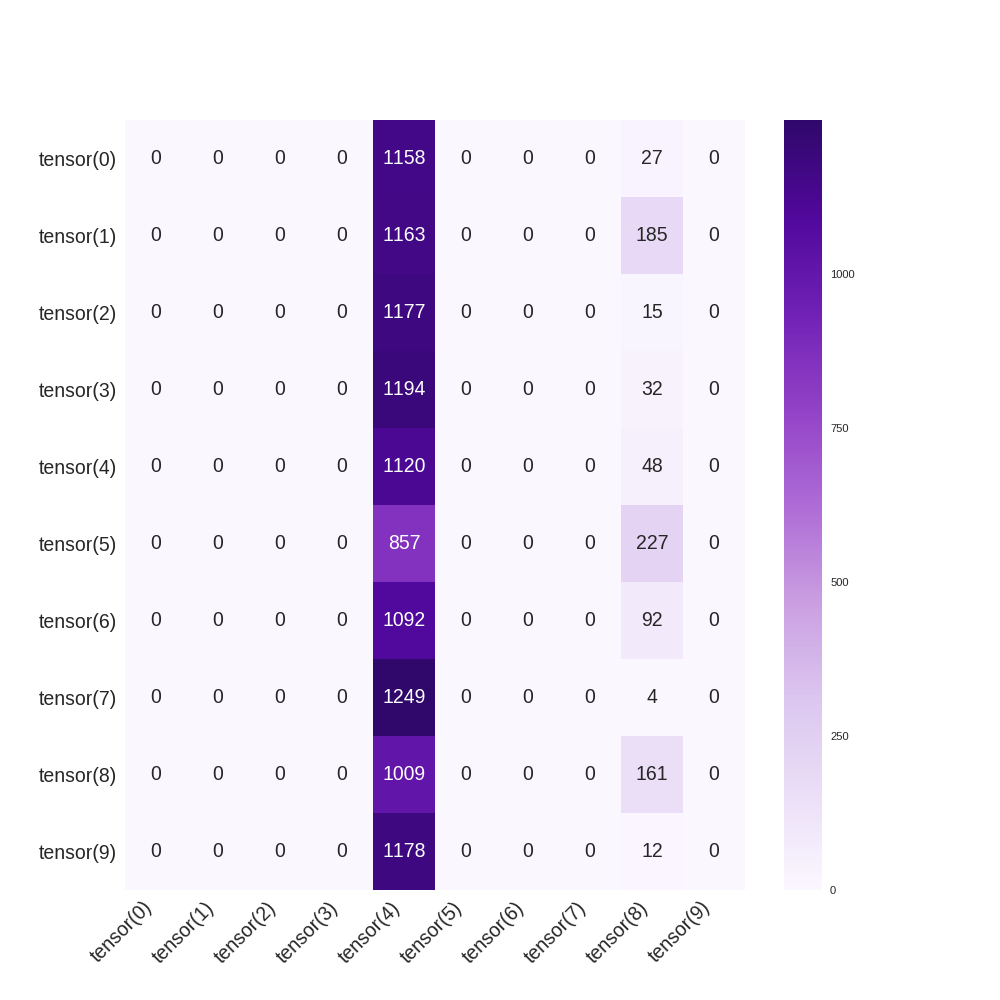 tensor(0) 0 0 0 0 1158 0 0 0 27 0
tensor(1) 0 0 0 0 1163 0 0 0 185 0
1000
tensor(2) 0 0 0 0 1177 0 0 0 15 0
tensor(3) 0 0 0 0 1194 0 0 0 32 0
750
tensor(4) 0 0 0 0 1120 0 0 0 48 0
tensor(5) 0 0 0 0 857 0 0 0 227 0
500
tensor(6) 0 0 0 0 1092 0 0 0 92 0
tensor(7) 0 0 0 0 1249 0 0 0 4 0
250
tensor(8) 0 0 0 0 1009 0 0 0 161 0
tensor(9) 0 0 0 0 1178 0 0 0 12 0
0
tensor(0) tensor(1) tensor(2) tensor(3) tensor(4) tensor(5) tensor(6) tensor(7) tensor(8) tensor(9)